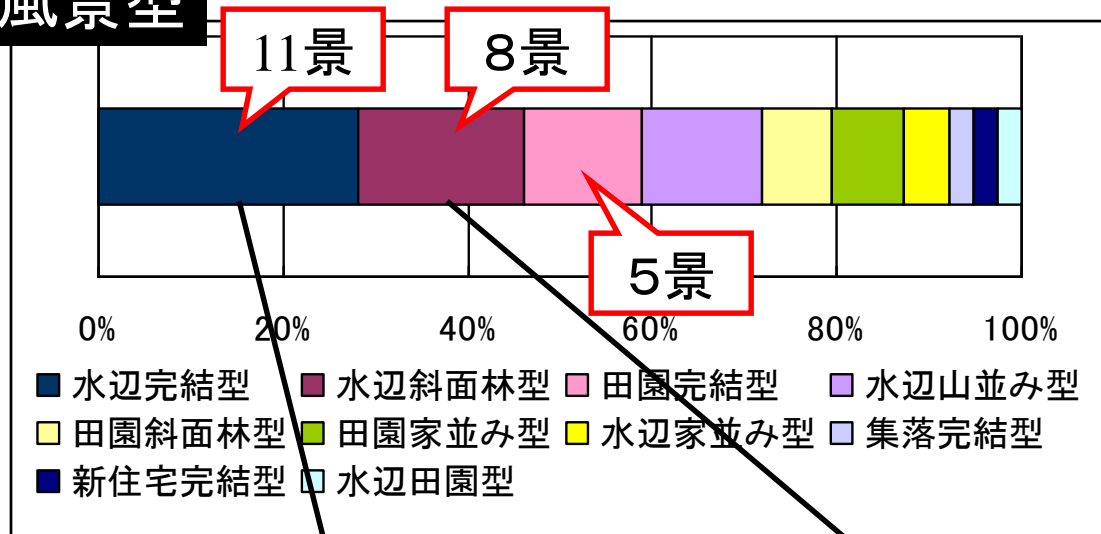 風景型
11景
８景
５景
0%
20%
40%
60%
80%
100%
水辺完結型
水辺斜面林型
田園完結型
水辺山並み型
田園斜面林型
田園家並み型
水辺家並み型
集落完結型
新住宅完結型
水辺田園型